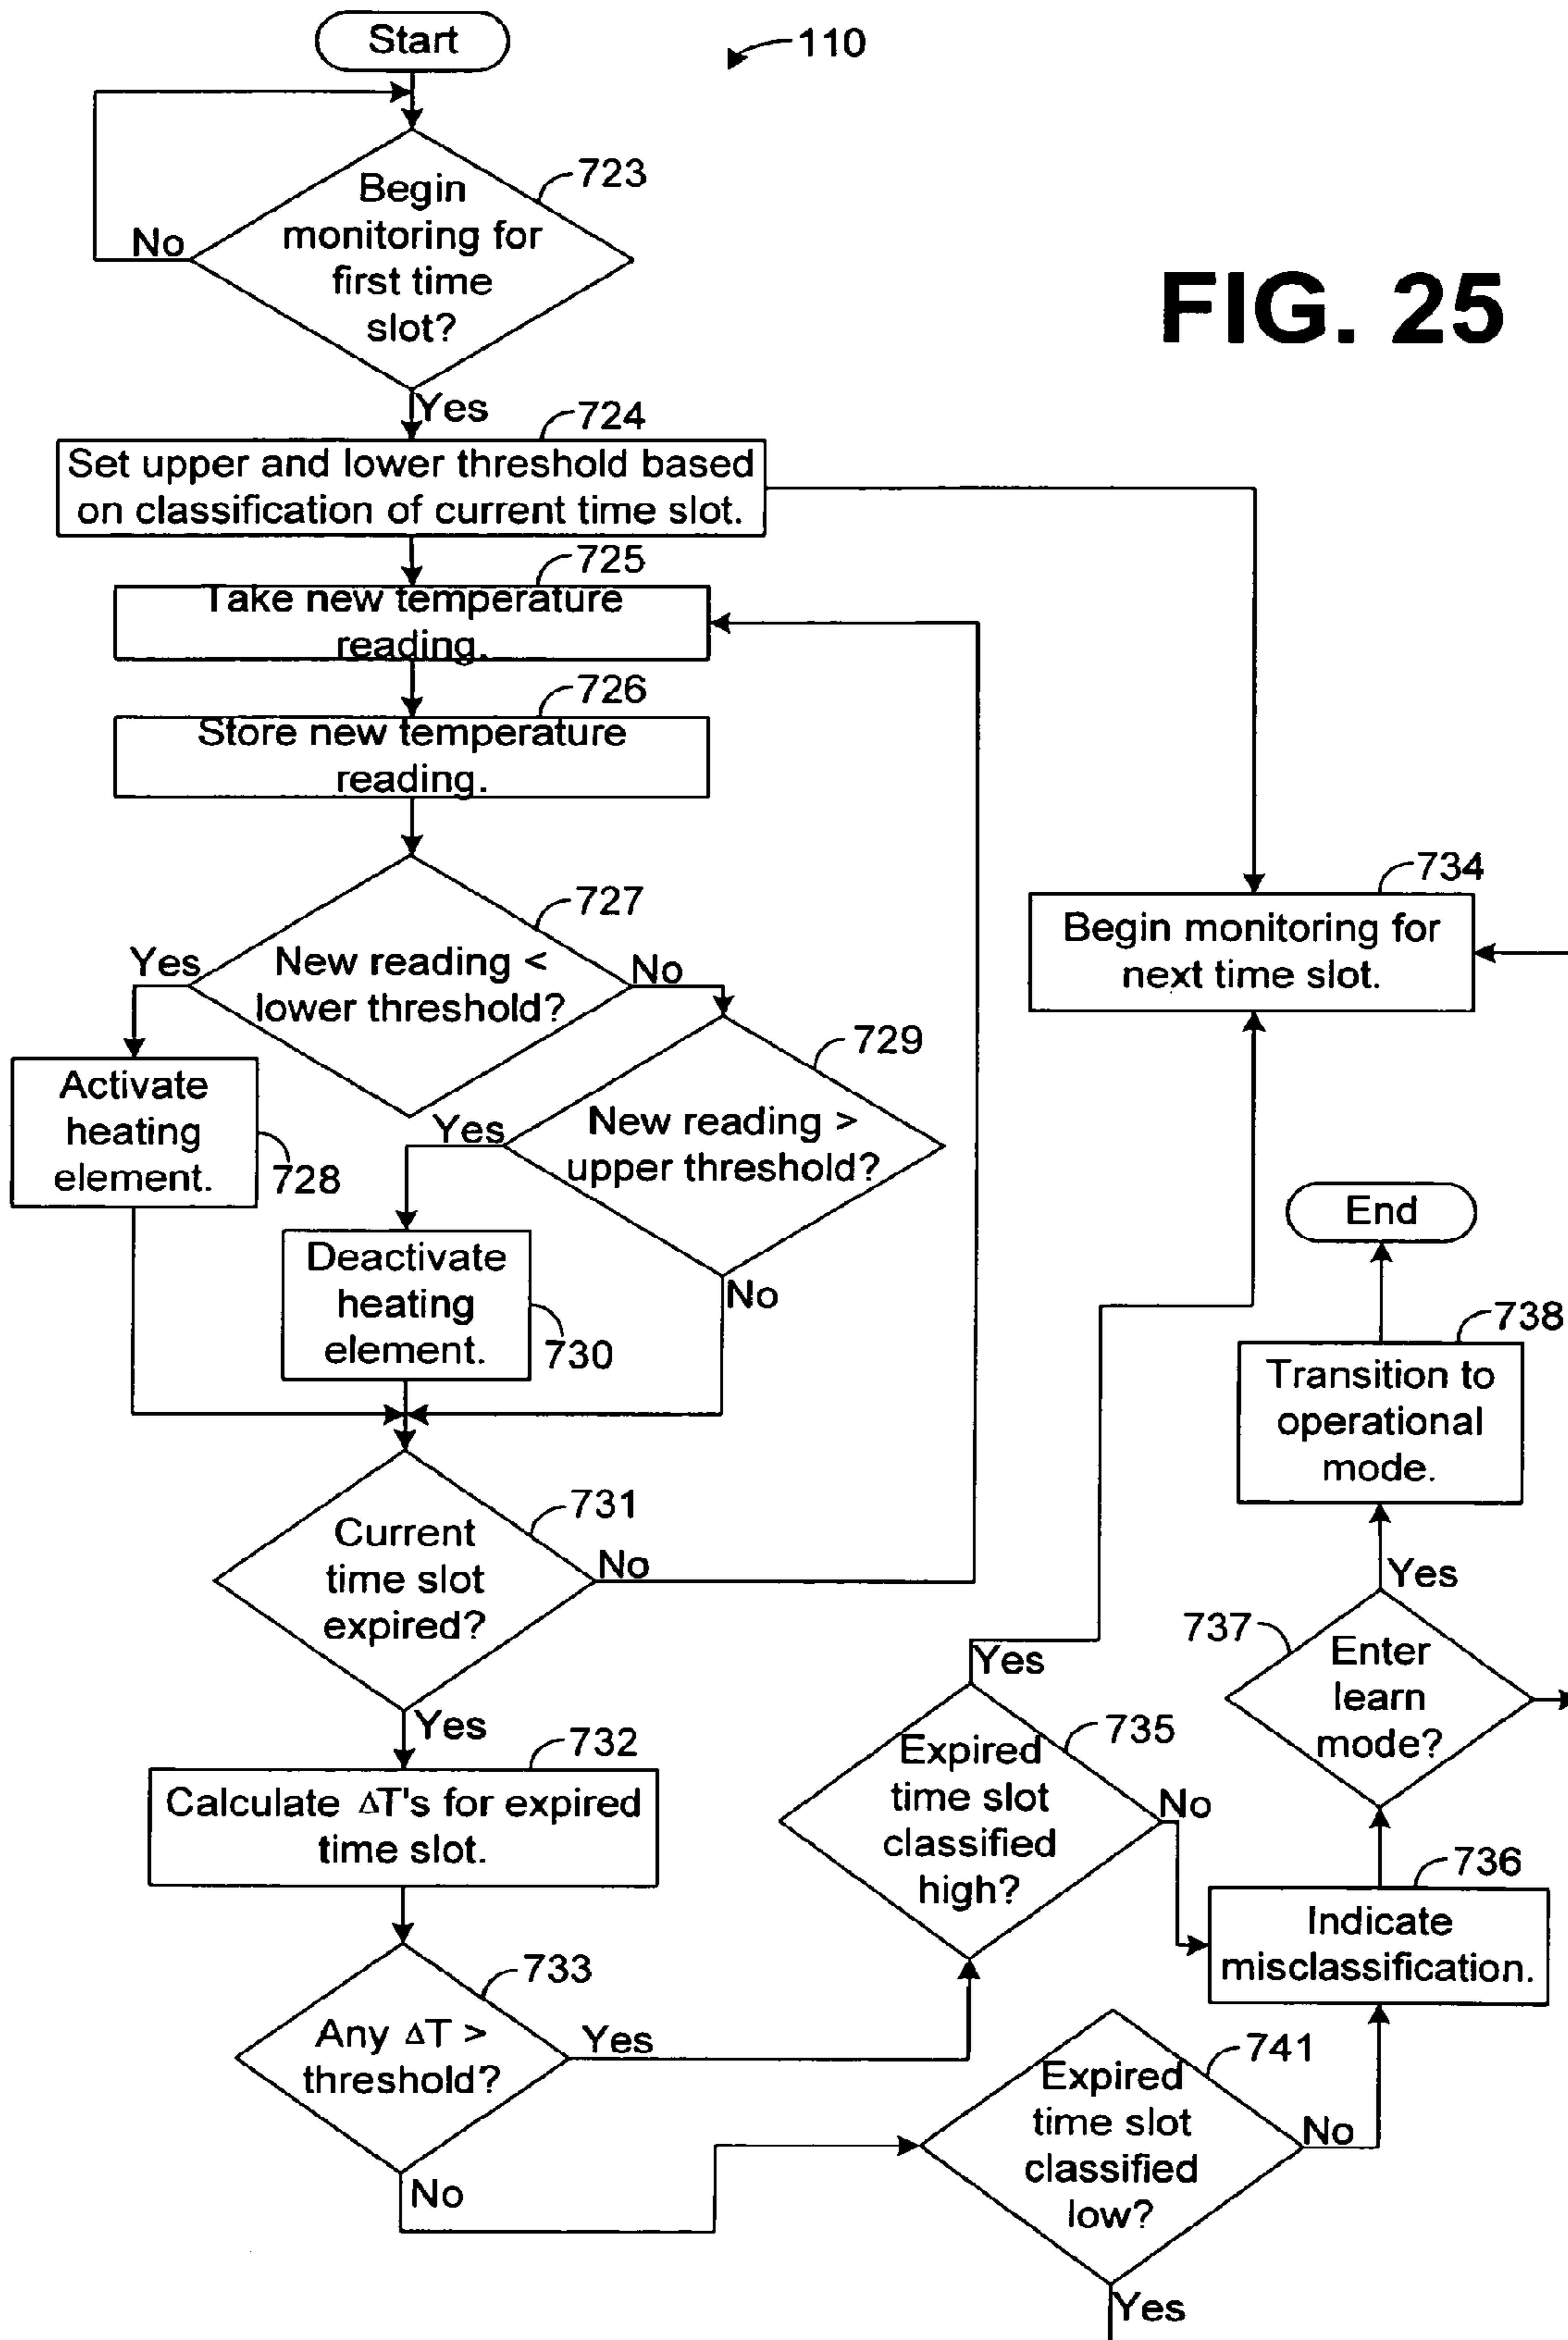 Start
110
723
Begin
monitoring for
first time
slot?
No
FIG. 25
Yes
724
Set upper and lower threshold based
on classification of current time slot.
725
Take new temperature
reading.
726
Store new temperature
reading.
727
New reading <
lower threshold?
Yes
No
734
Begin monitoring for
next time slot.
729
New reading >
upper threshold?
Yes
No
Activate
heating
element.
728
Deactivate
heating
element.
730
End
738
Transition to
operational
mode.
731
Current
time slot
expired?
No
Yes
737
Enter
learn
mode?
Yes
732
Calculate ΔT's for expired
time slot.
735
Expired
time slot
classified
high?
Yes
No
736
Indicate
misclassification.
733
Any ΔT >
threshold?
Yes
No
741
Expired
time slot
classified
low?
No
Yes